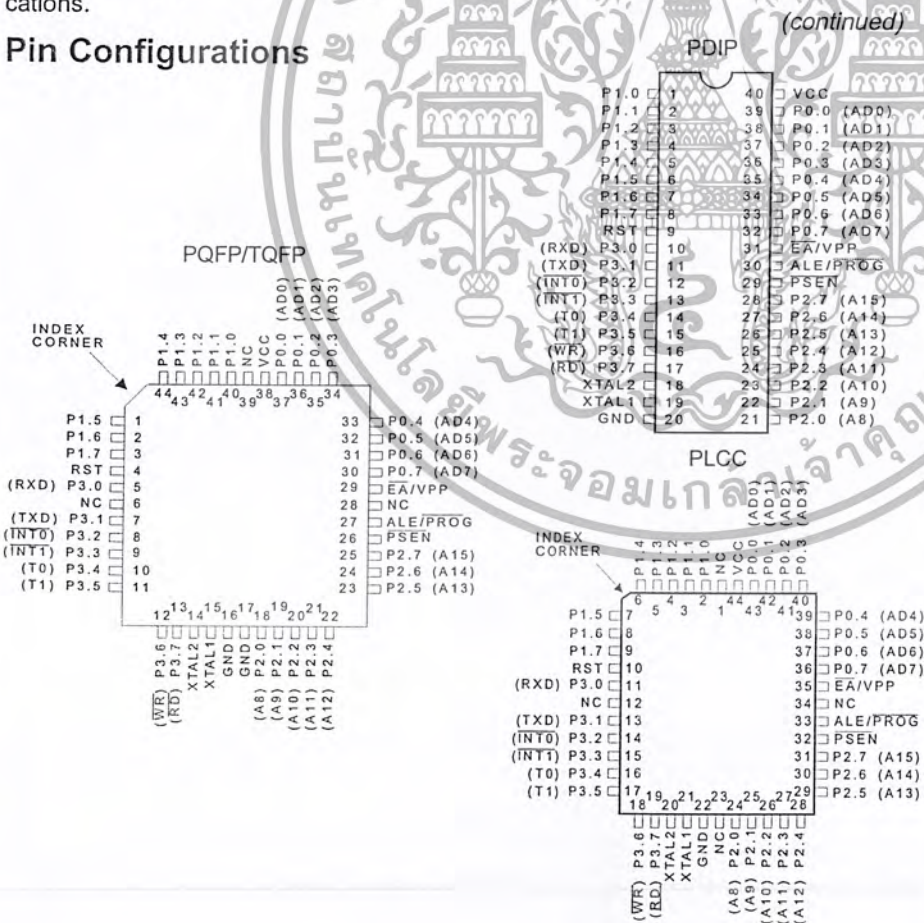 cations.
(continued)
Pin Configurations
PDIP
P1.0 1 40 VCC
P1.1 2 39 P0.0 (AD0)
P1.2 3 38 P0.1 (AD1)
P1.3 4 37 P0.2 (AD2)
P1.4 5 36 P0.3 (AD3)
P1.5 6 35 P0.4 (AD4)
P1.6 7 34 P0.5 (AD5)
P1.7 8 33 P0.6 (AD6)
RST 9 32 P0.7 (AD7)
(RXD) P3.0 10 31 EA/VPP
(TXD) P3.1 11 30 ALE/PROG
(INT0) P3.2 12 29 PSEN
(INT1) P3.3 13 28 P2.7 (A15)
(T0) P3.4 14 27 P2.6 (A14)
(T1) P3.5 15 26 P2.5 (A13)
(WR) P3.6 16 25 P2.4 (A12)
(RD) P3.7 17 24 P2.3 (A11)
XTAL2 18 23 P2.2 (A10)
XTAL1 19 22 P2.1 (A9)
GND 20 21 P2.0 (A8)
PQFP/TQFP
INDEX
CORNER
P1.4
P1.3
P1.2
P1.1
P1.0
NC
VCC
P0.0 (AD0)
P0.1 (AD1)
P0.2 (AD2)
P0.3 (AD3)
44 43 42 41 40 39 38 37 36 35 34
P1.5 1 33 P0.4 (AD4)
P1.6 2 32 P0.5 (AD5)
P1.7 3 31 P0.6 (AD6)
RST 4 30 P0.7 (AD7)
(RXD) P3.0 5 29 EA/VPP
NC 6 28 NC
(TXD) P3.1 7 27 ALE/PROG
(INT0) P3.2 8 26 PSEN
(INT1) P3.3 9 25 P2.7 (A15)
(T0) P3.4 10 24 P2.6 (A14)
(T1) P3.5 11 23 P2.5 (A13)
12 13 14 15 16 17 18 19 20 21 22
(WR) P3.6
(RD) P3.7
XTAL2
XTAL1
GND
GND
(A8) P2.0
(A9) P2.1
(A10) P2.2
(A11) P2.3
(A12) P2.4
PLCC
INDEX
CORNER
P1.4
P1.3
P1.2
P1.1
P1.0
NC
VCC
P0.0 (AD0)
P0.1 (AD1)
P0.2 (AD2)
P0.3 (AD3)
6 5 4 3 2 1 44 43 42 41 40
P1.5 7 39 P0.4 (AD4)
P1.6 8 38 P0.5 (AD5)
P1.7 9 37 P0.6 (AD6)
RST 10 36 P0.7 (AD7)
(RXD) P3.0 11 35 EA/VPP
NC 12 34 NC
(TXD) P3.1 13 33 ALE/PROG
(INT0) P3.2 14 32 PSEN
(INT1) P3.3 15 31 P2.7 (A15)
(T0) P3.4 16 30 P2.6 (A14)
(T1) P3.5 17 29 P2.5 (A13)
18 19 20 21 22 23 24 25 26 27 28
(WR) P3.6
(RD) P3.7
XTAL2
XTAL1
GND
NC
(A8) P2.0
(A9) P2.1
(A10) P2.2
(A11) P2.3
(A12) P2.4